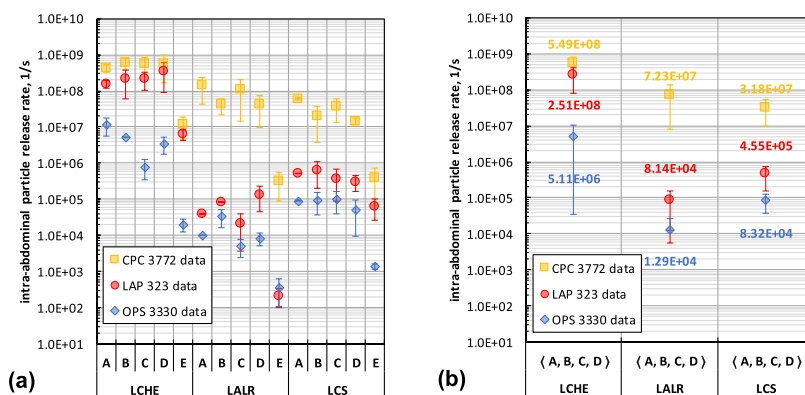 (a)
intra-abdominal particle release rate, 1/s
1.0E+10
1.0E+09
1.0E+08
1.0E+07
1.0E+06
1.0E+05
1.0E+04
1.0E+03
1.0E+02
1.0E+01
CPC 3772 data
LAP 323 data
OPS 3330 data
A B C D E A B C D E A B C D E
LCHE LALR LCS
(b)
intra-abdominal particle release rate, 1/s
1.0E+10
1.0E+09
1.0E+08
1.0E+07
1.0E+06
1.0E+05
1.0E+04
1.0E+03
1.0E+02
1.0E+01
5.49E+08
7.23E+07
3.18E+07
2.51E+08
8.14E+04
4.55E+05
5.11E+06
1.29E+04
8.32E+04
CPC 3772 data
LAP 323 data
OPS 3330 data
⟨ A, B, C, D ⟩ ⟨ A, B, C, D ⟩ ⟨ A, B, C, D ⟩
LCHE LALR LCS